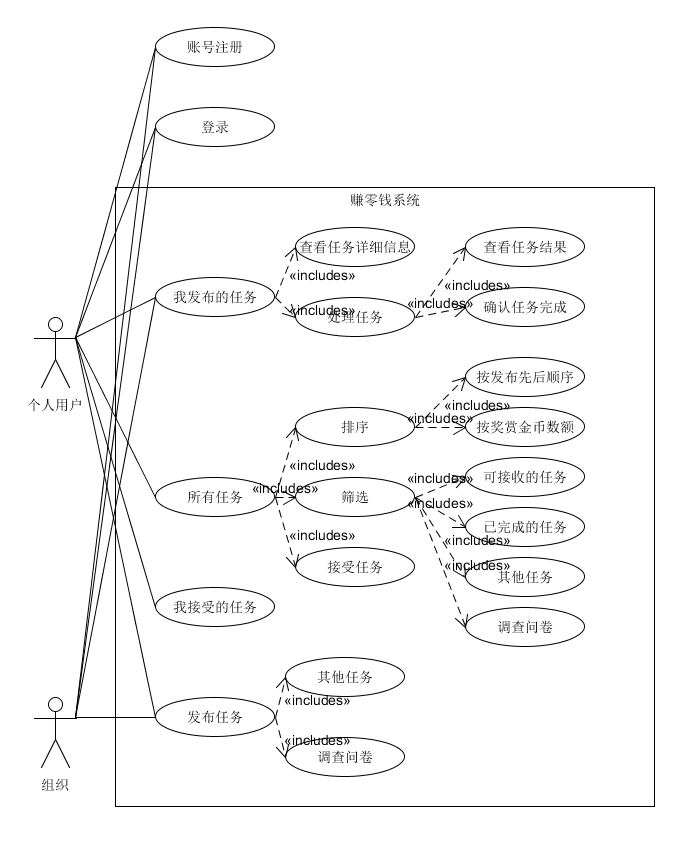 账号注册
登录
赚零钱系统
查看任务详细信息
查看任务结果
«includes»
«includes»
我发布的任务
«includes»
«includes»
处理任务
确认任务完成
个人用户
按发布先后顺序
«includes»
«includes»
排序
按奖赏金币数额
«includes»
«includes»
可接收的任务
所有任务
«includes»
筛选
«includes»
已完成的任务
«includes»
«includes»
接受任务
«includes»
其他任务
我接受的任务
调查问卷
其他任务
«includes»
发布任务
«includes»
调查问卷
组织